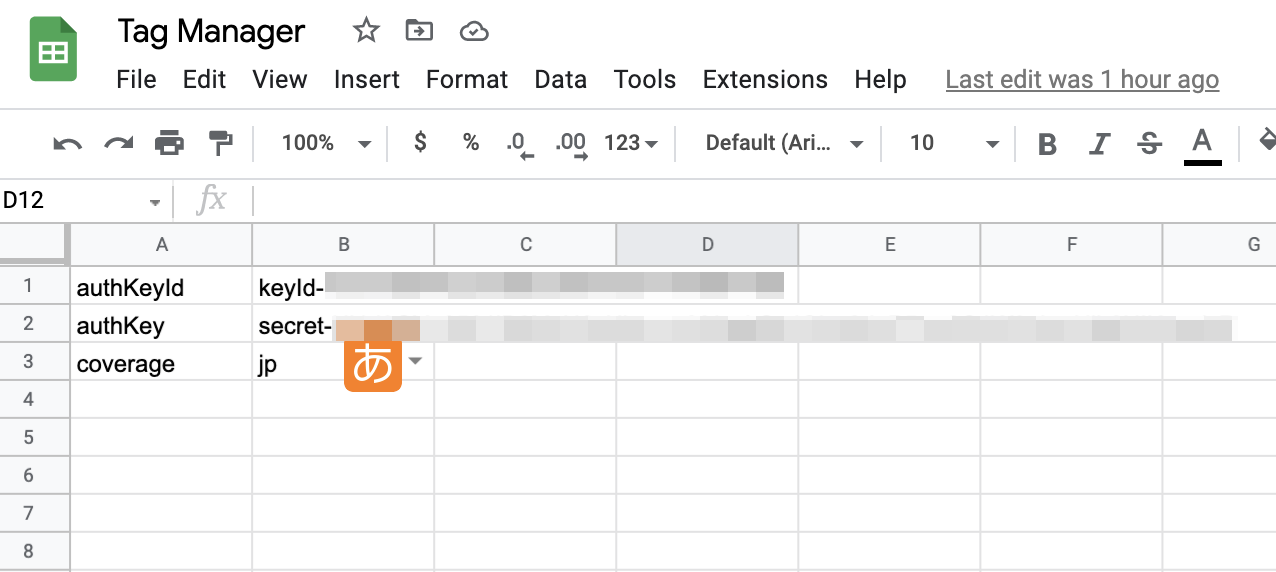 Tag Manager
File Edit View Insert Format Data Tools Extensions Help Last edit was 1 hour ago
100% $ % .0 .00 123 Default (Ari... 10 B I S A
D12 fx
A B C D E F G
1 authKeyId keyId-
2 authKey secret-
3 coverage jp あ
4
5
6
7
8